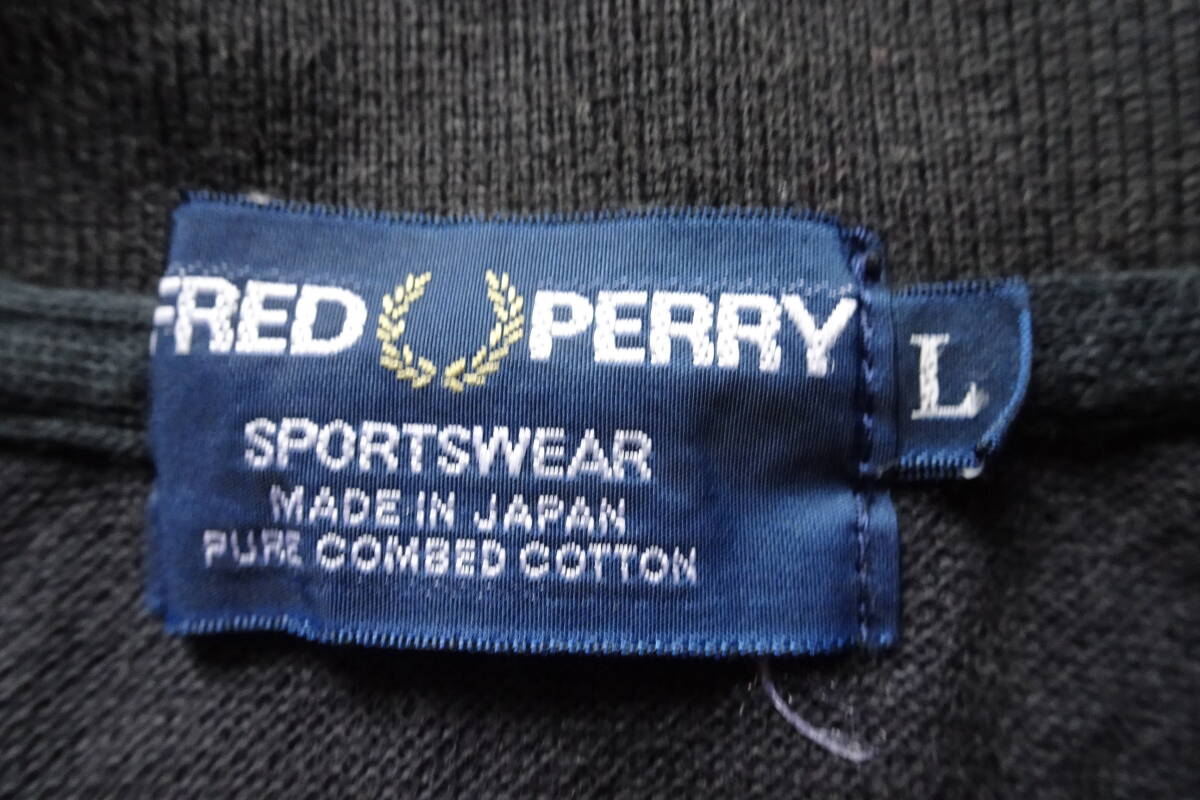 FRED PERRY
L
SPORTSWEAR
MADE IN JAPAN
PURE COMBED COTTON